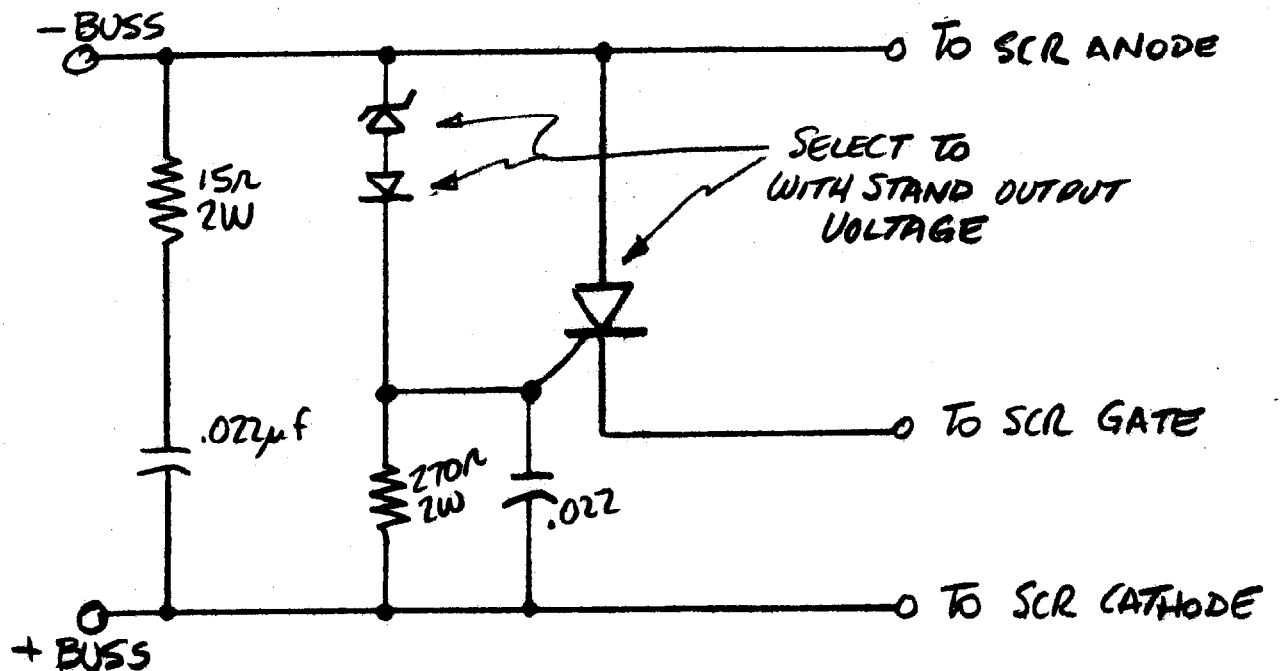 - BUSS
TO SCR ANODE
SELECT TO
WITH STAND OUTPUT
VOLTAGE
15Ω
2W
.022µf
TO SCR GATE
270Ω
2W
.022
TO SCR CATHODE
+ BUSS